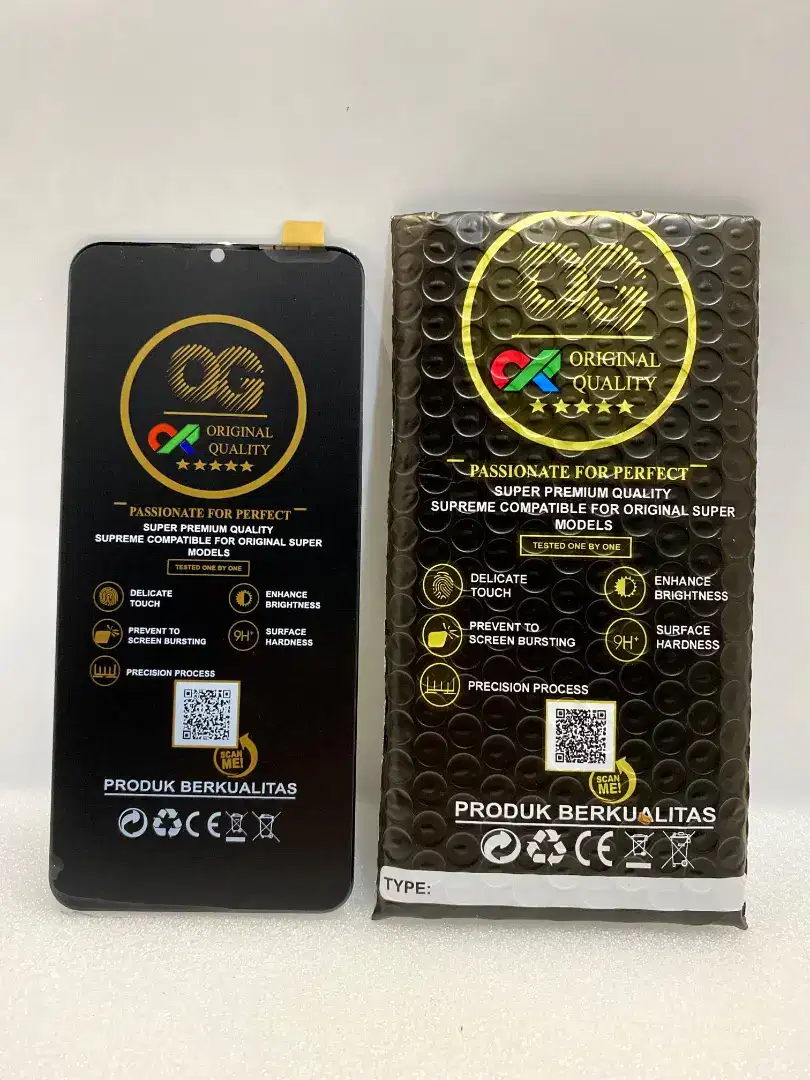 OG
ORIGINAL
QUALITY
PASSIONATE FOR PERFECT
SUPER PREMIUM QUALITY
SUPREME COMPATIBLE FOR ORIGINAL SUPER
MODELS
TESTED ONE BY ONE
DELICATE
TOUCH
ENHANCE
BRIGHTNESS
PREVENT TO
SCREEN BURSTING
9H+
SURFACE
HARDNESS
PRECISION PROCESS
SCAN
ME!
PRODUK BERKUALITAS
CE
OG
ORIGINAL
QUALITY
PASSIONATE FOR PERFECT
SUPER PREMIUM QUALITY
SUPREME COMPATIBLE FOR ORIGINAL SUPER
MODELS
TESTED ONE BY ONE
DELICATE
TOUCH
ENHANCE
BRIGHTNESS
PREVENT TO
SCREEN BURSTING
9H+
SURFACE
HARDNESS
PRECISION PROCESS
SCAN
ME!
PRODUK BERKUALITAS
CE
TYPE: